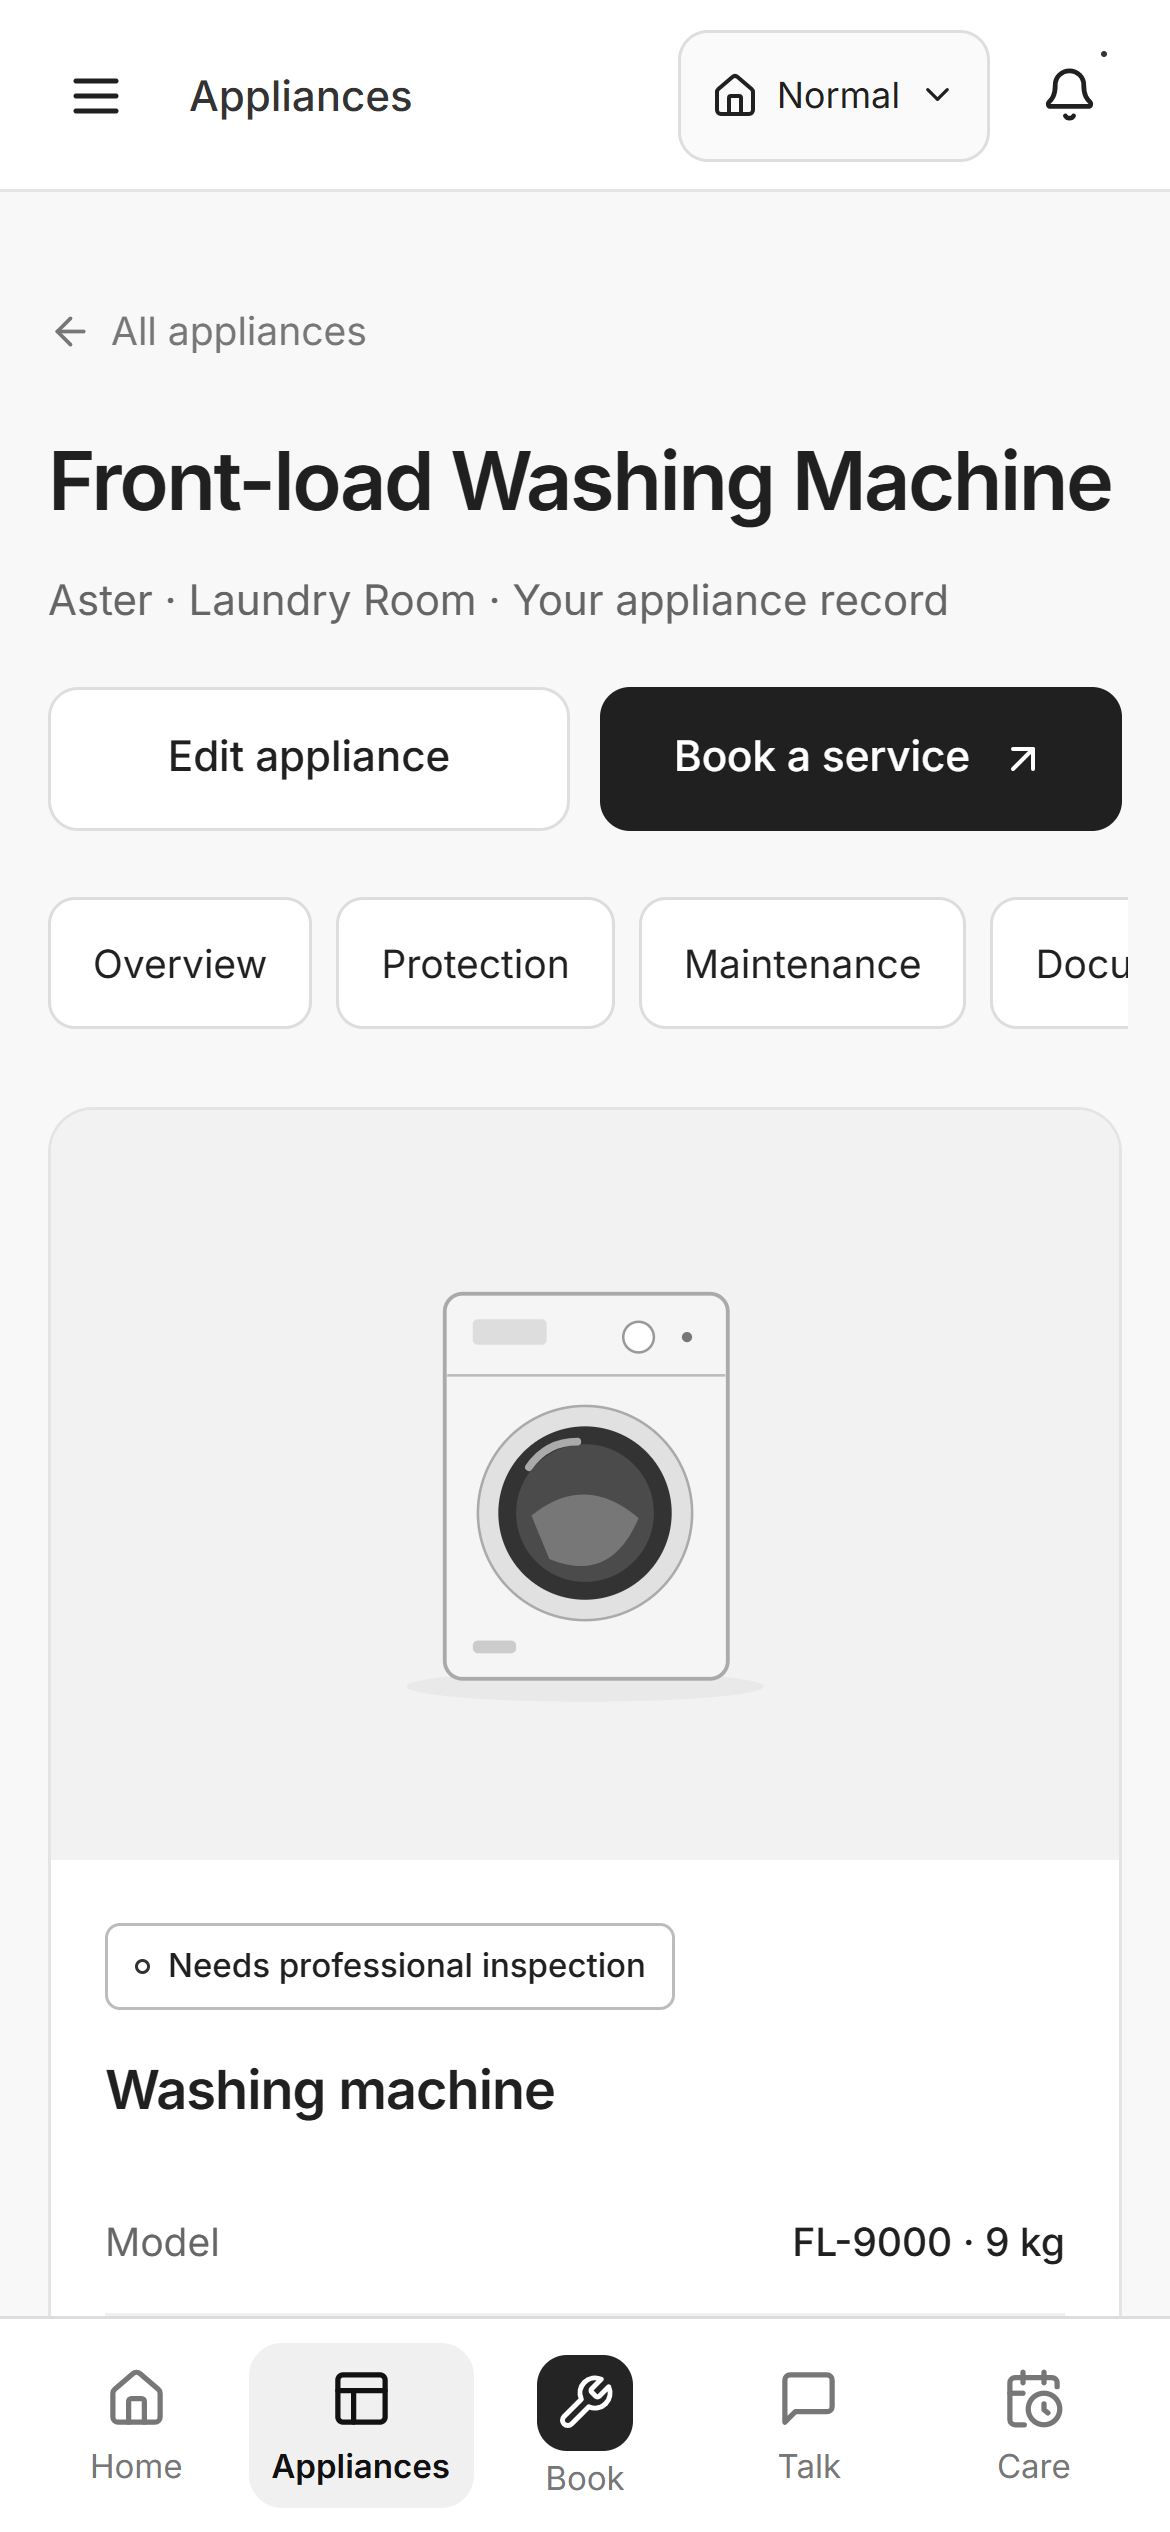 Appliances
Normal
All appliances
Front-load Washing Machine
Aster · Laundry Room · Your appliance record
Edit appliance
Book a service
Overview
Protection
Maintenance
Docu
Needs professional inspection
Washing machine
Model
FL-9000 · 9 kg
Home
Appliances
Book
Talk
Care